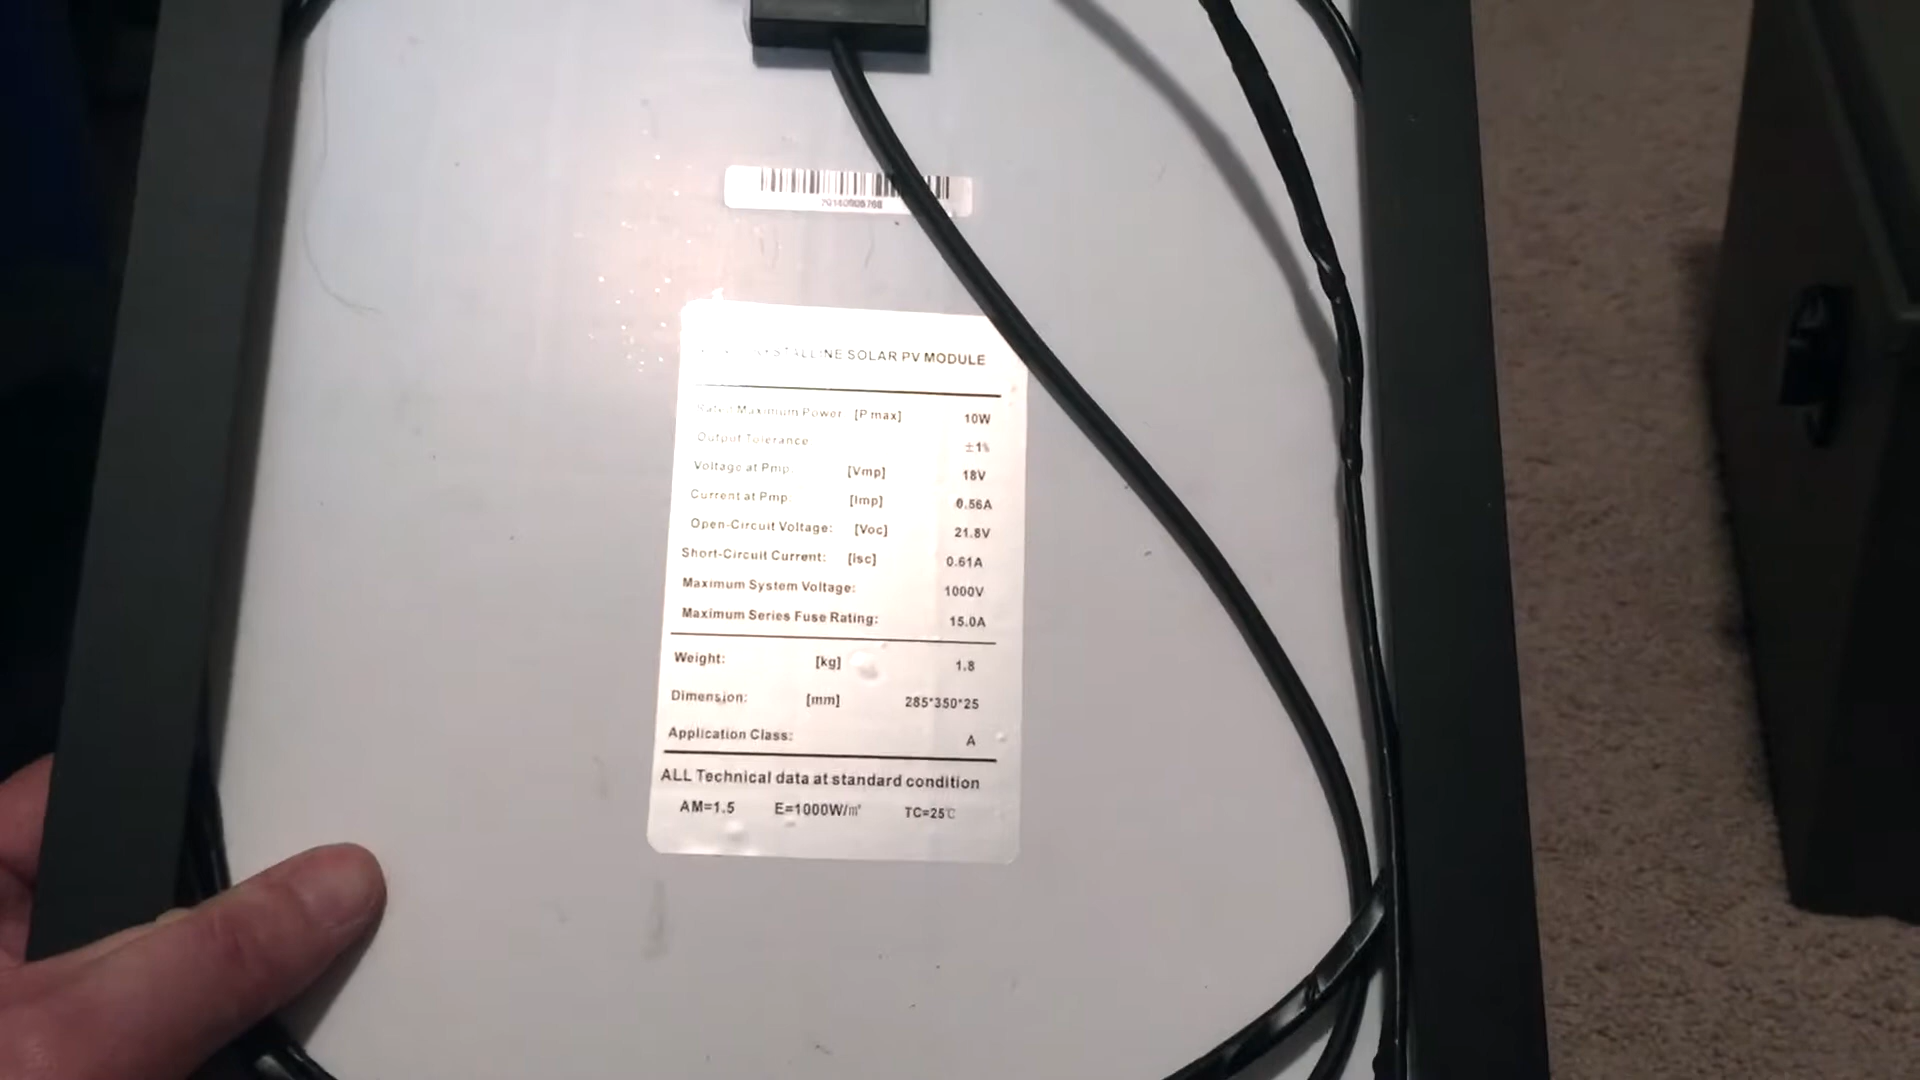 SOLAR PV MODULE
Rated Maximum Power [P max] 10W
Output Tolerance ±1%
Voltage at Pmp: [Vmp] 18V
Current at Pmp [Imp] 0.56A
Open-Circuit Voltage: [Voc] 21.8V
Short-Circuit Current: [Isc] 0.61A
Maximum System Voltage: 1000V
Maximum Series Fuse Rating: 15.0A
Weight: [kg] 1.8
Dimension: [mm] 285*350*25
Application Class: A
ALL Technical data at standard condition
AM=1.5 E=1000W/㎡ TC=25℃